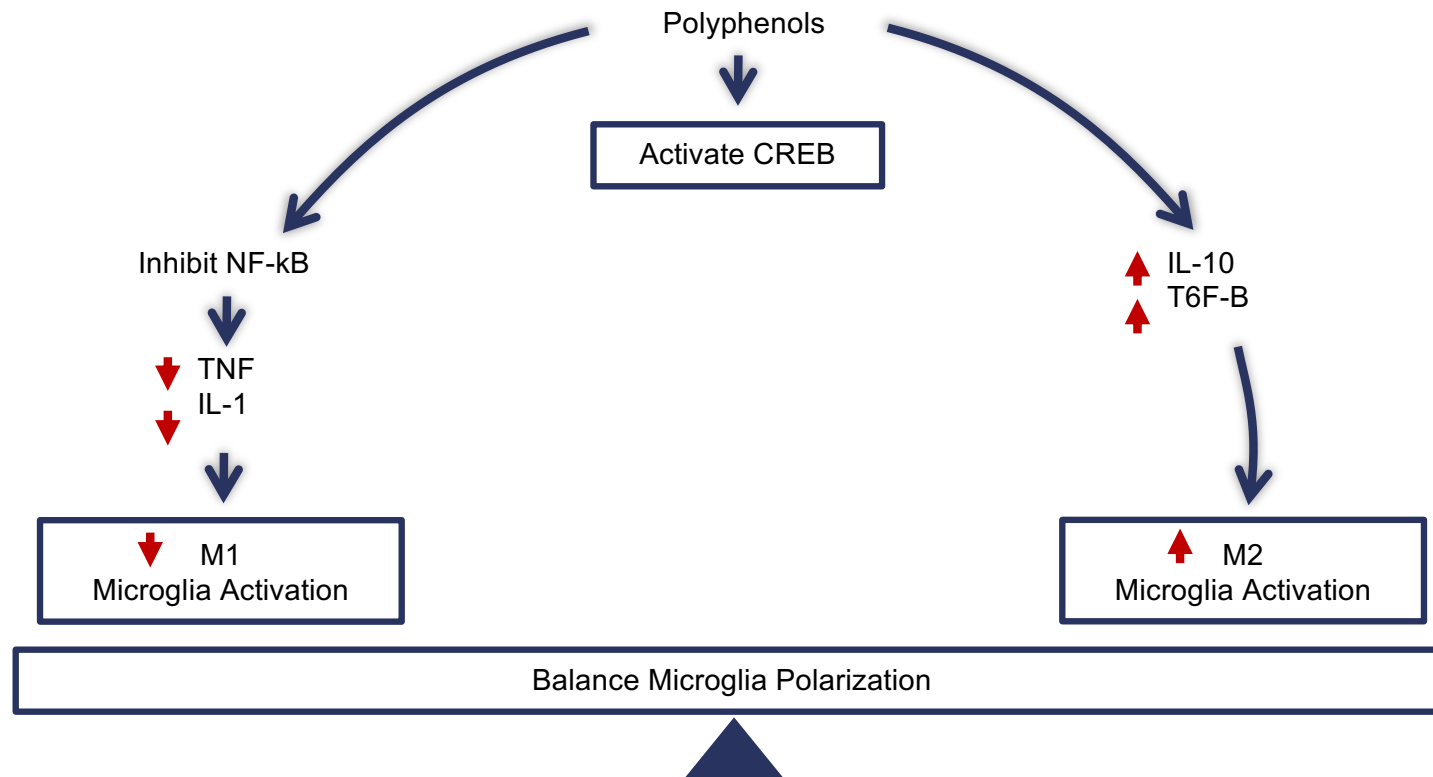 Polyphenols
Activate CREB
Inhibit NF-kB
TNF
IL-1
M1
Microglia Activation
IL-10
T6F-B
M2
Microglia Activation
Balance Microglia Polarization